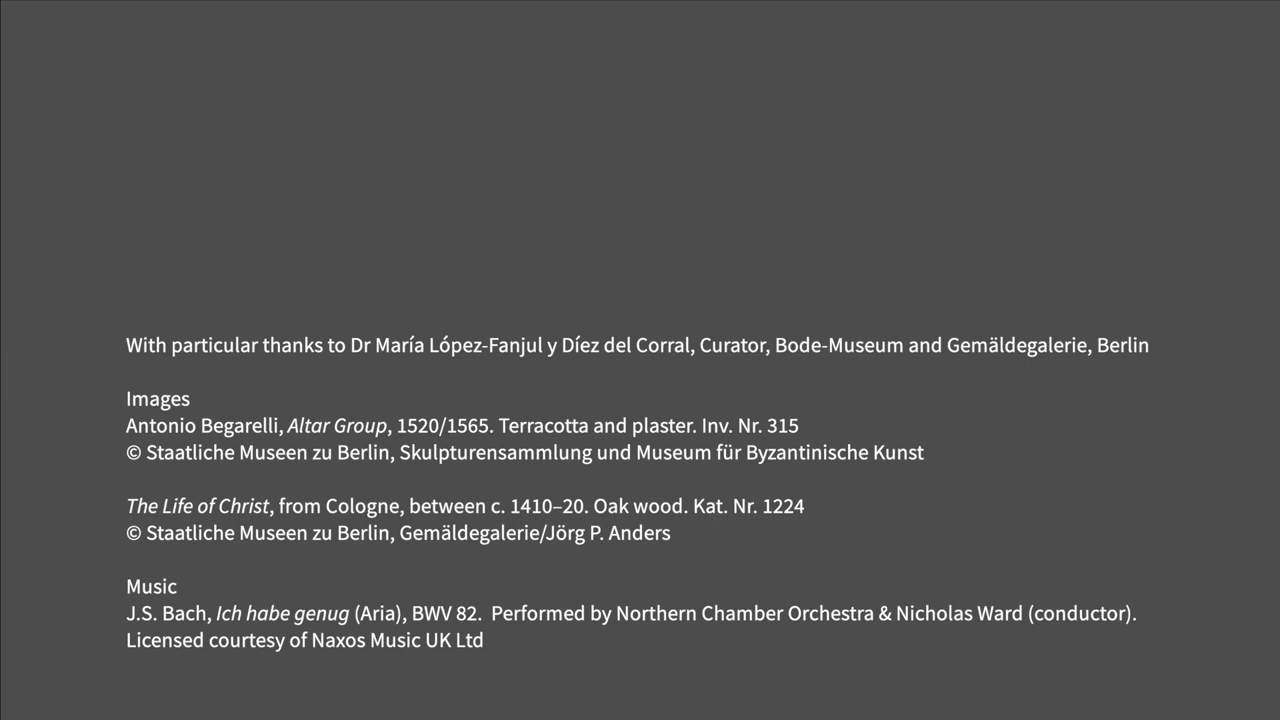 With particular thanks to Dr María López-Fanjul y Díez del Corral, Curator, Bode-Museum and Gemäldegalerie, Berlin
Images
Antonio Begarelli, Altar Group, 1520/1565. Terracotta and plaster. Inv. Nr. 315
© Staatliche Museen zu Berlin, Skulpturensammlung und Museum für Byzantinische Kunst
The Life of Christ, from Cologne, between c. 1410–20. Oak wood. Kat. Nr. 1224
© Staatliche Museen zu Berlin, Gemäldegalerie/Jörg P. Anders
Music
J.S. Bach, Ich habe genug (Aria), BWV 82.  Performed by Northern Chamber Orchestra & Nicholas Ward (conductor).
Licensed courtesy of Naxos Music UK Ltd